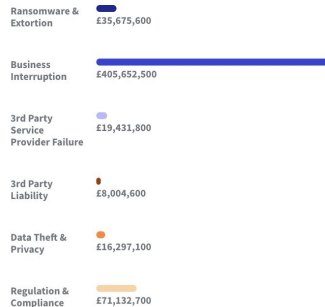 Ransomware &
Extortion
£35,675,600
Business
Interruption
£405,652,500
3rd Party
Service
Provider Failure
£19,431,800
3rd Party
Liability
£8,004,600
Data Theft &
Privacy
£16,297,100
Regulation &
Compliance
£71,132,700